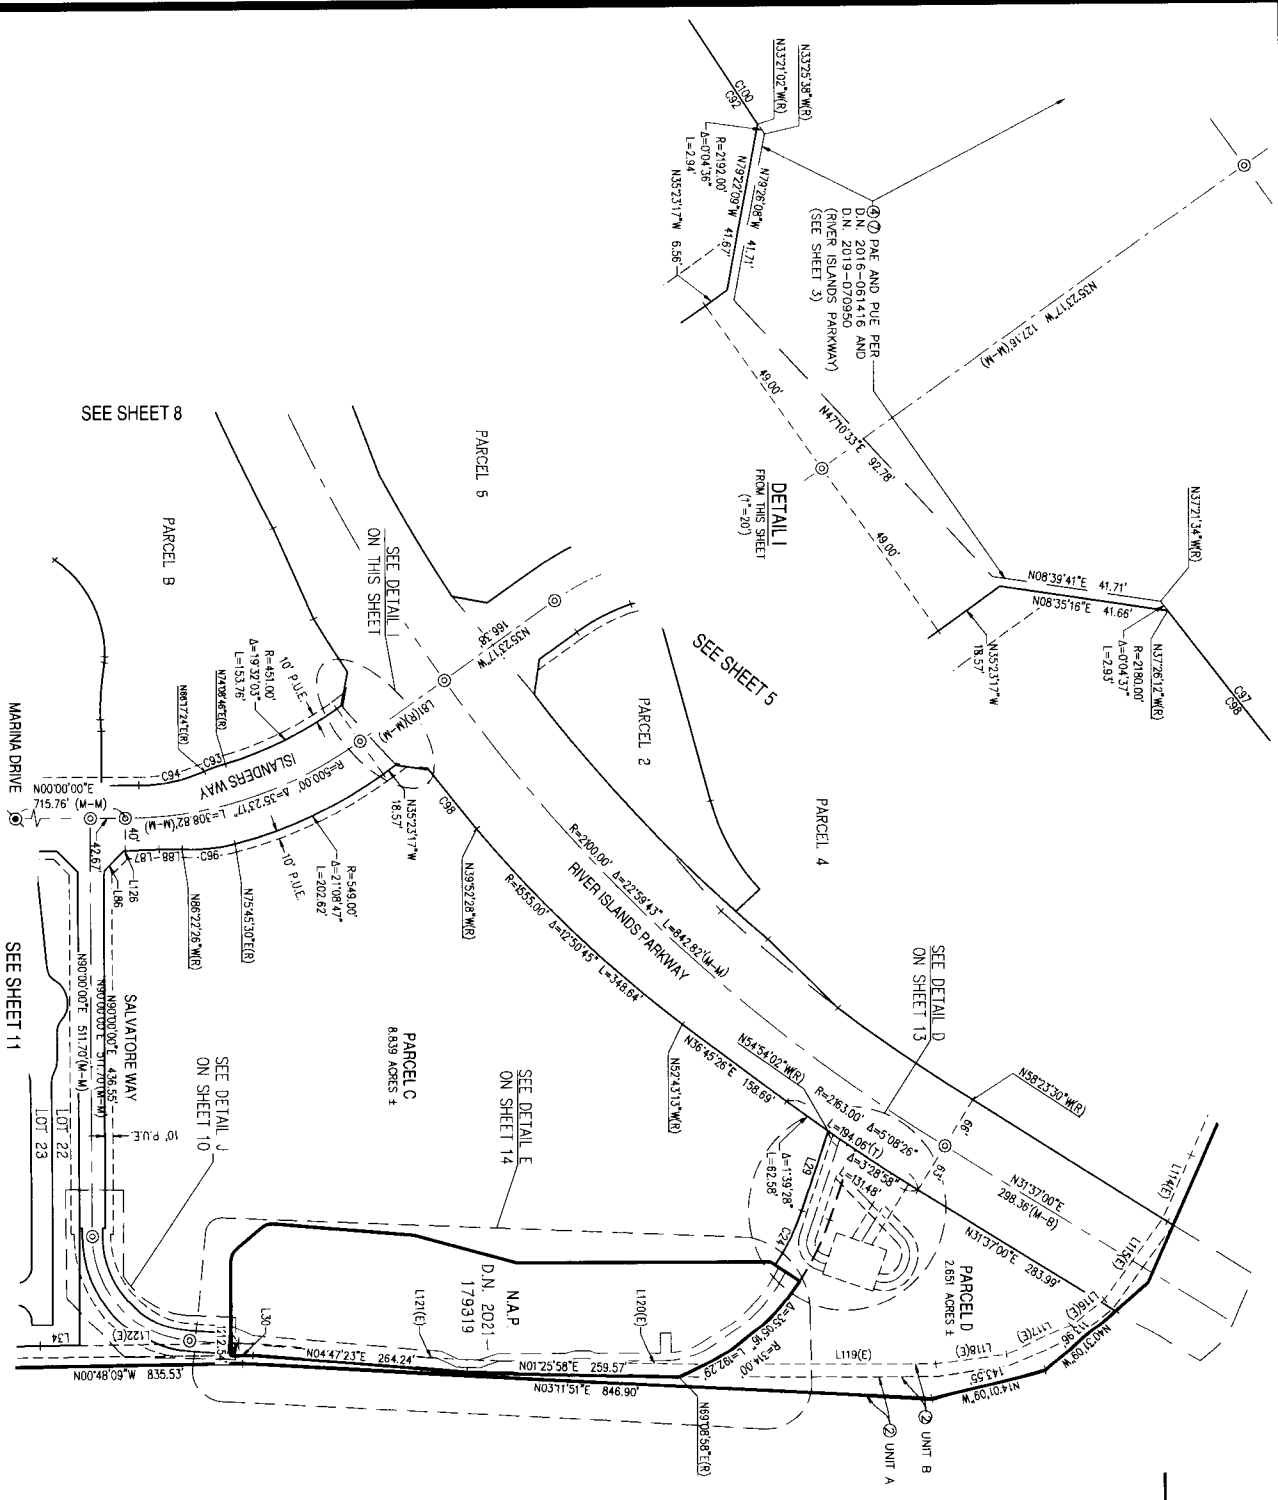 N33°25'38"W(R)
N33°21'02"W(R)
C100
C92
R=2192.00'
Δ=0°04'36"
L=2.94'
N79°26'08"W 41.71'
N79°22'09"W 41.67'
N35°23'17"W 6.56'
④⑦ PAE AND PUE PER
D.N. 2016-061416 AND
D.N. 2019-070950
(RIVER ISLANDS PARKWAY)
(SEE SHEET 3)
N35°23'17"W 127.16'(M-M)
49.00'
N47°10'33"E 92.78'
49.00'
DETAIL I
FROM THIS SHEET
(1"=20')
N37°21'34"W(R)
N08°39'41"E 41.71'
N08°35'16"E 41.66'
N37°26'12"W(R)
R=2180.00'
Δ=0°04'37"
L=2.93'
N35°23'17"W
18.57'
C97
C98
SEE SHEET 8
PARCEL 6
PARCEL B
SEE DETAIL I
ON THIS SHEET
N35°23'17"W
166.38'
SEE SHEET 5
PARCEL 2
PARCEL 4
L81(R)(M-M)
10' P.U.E.
R=451.00'
Δ=19°32'03"
L=153.76'
N74°08'46"E(R)
N88°17'24"E(R)
C93
C94
ISLANDERS WAY
R=500.00' Δ=35°23'17" L=308.82'(M-M)
MARINA DRIVE
N00°00'00"E
715.76' (M-M)
42.67'
40'
L126
L86
L87
L88
C96
N35°23'17"W
18.57'
C98
N39°52'28"W(R)
R=549.00'
Δ=21°08'47"
L=202.62'
10' P.U.E.
N75°45'30"E(R)
N86°22'26"W(R)
R=2100.00' Δ=22°59'43" L=842.82'(M-M)
RIVER ISLANDS PARKWAY
R=1555.00' Δ=12°50'45" L=348.64'
SEE DETAIL D
ON SHEET 13
N54°54'02"W(R)
N36°45'26"E 158.69'
N52°43'13"W(R)
R=2163.00' Δ=5°08'26"
L=194.06'(T)
Δ=3°28'58"
L=131.48'
Δ=1°39'28"
L=62.58'
L29
C24
N58°23'30"W(R)
66'
62'
N31°37'00"E
298.36'(M-B)
N31°37'00"E 283.99'
L114(E)
L115(E)
L116(E)
L117(E)
L118(E)
L119(E)
N40°31'09"W
113.96'
143.55'
N14°01'09"W
PARCEL D
2.651 ACRES ±
PARCEL C
8.839 ACRES ±
SEE SHEET 11
SALVATORE WAY
N90°00'00"E 436.55'
N90°00'00"E 511.70'(M-M)
N90°00'00"E 511.70'(M-M)
10' P.U.E.
LOT 22
LOT 23
SEE DETAIL J
ON SHEET 10
SEE DETAIL E
ON SHEET 14
N.A.P.
D.N. 2021-
179319
L34
L122(E)
1212.54'
L30
L121(E)
L120(E)
N00°48'09"W 835.53'
N04°47'23"E 264.24'
N01°25'58"E 259.57'
N03°11'51"E 846.90'
Δ=35°05'16" L=192.29'
R=314.00'
N69°08'58"E(R)
② UNIT B
② UNIT A